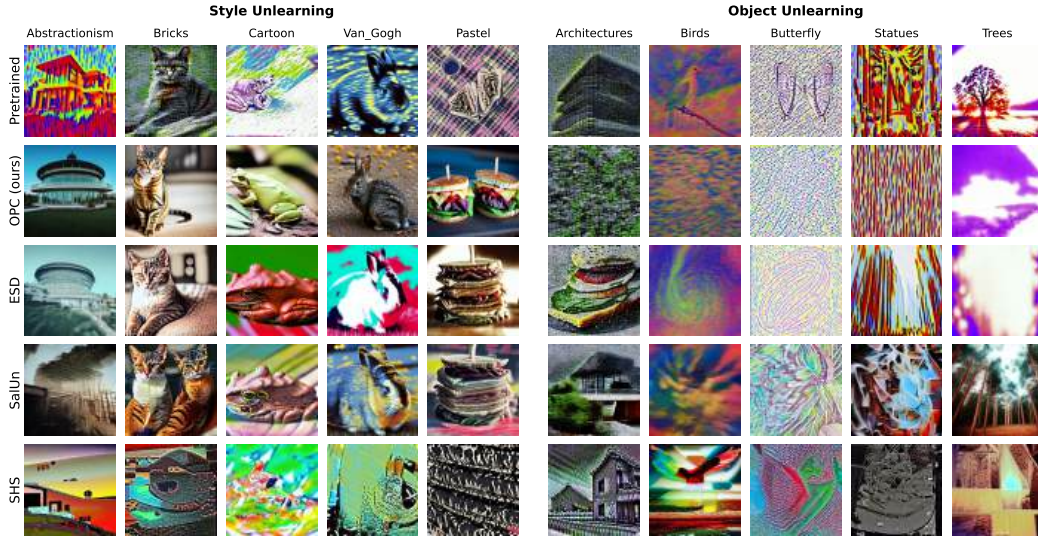 Style Unlearning
Object Unlearning
Abstractionism
Bricks
Cartoon
Van_Gogh
Pastel
Architectures
Birds
Butterfly
Statues
Trees
Pretrained
OPC (ours)
ESD
SalUn
SHS